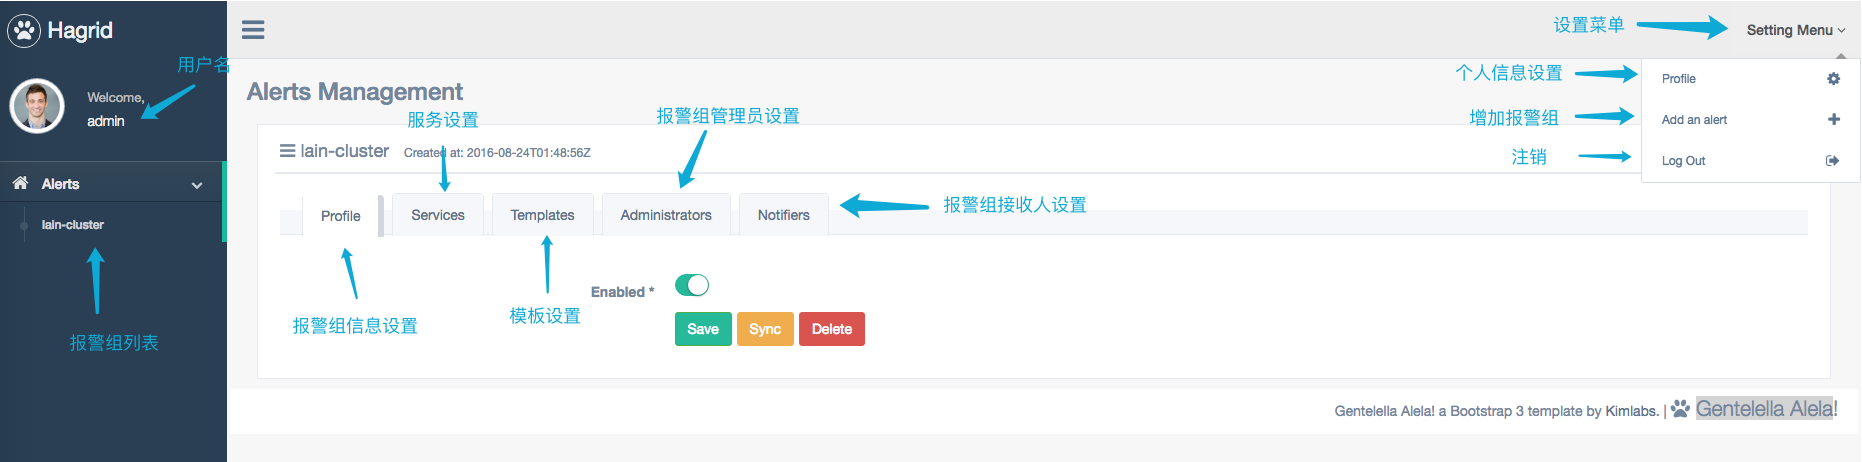 Hagrid
设置菜单
Setting Menu
用户名
Welcome,
admin
个人信息设置
Profile
增加报警组
Add an alert
注销
Log Out
Alerts Management
服务设置
报警组管理员设置
lain-cluster Created at: 2016-08-24T01:48:56Z
Alerts
lain-cluster
报警组列表
Profile
Services
Templates
Administrators
Notifiers
报警组接收人设置
报警组信息设置
模板设置
Enabled *
Save
Sync
Delete
Gentelella Alela! a Bootstrap 3 template by Kimlabs. | Gentelella Alela!